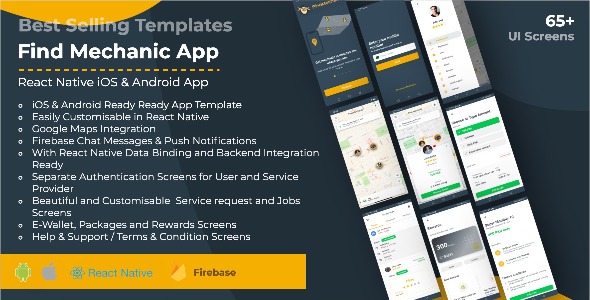 Best Selling Templates
Find Mechanic App
React Native iOS & Android App
iOS & Android Ready Ready App Template
Easily Customisable in React Native
Google Maps Integration
Firebase Chat Messages & Push Notifications
With React Native Data Binding and Backend Integration
Ready
Separate Authentication Screens for User and Service
Provider
Beautiful and Customisable Service request and Jobs
Screens
E-Wallet, Packages and Rewards Screens
Help & Support / Terms & Condition Screens
React Native
Firebase
65+
UI Screens
300